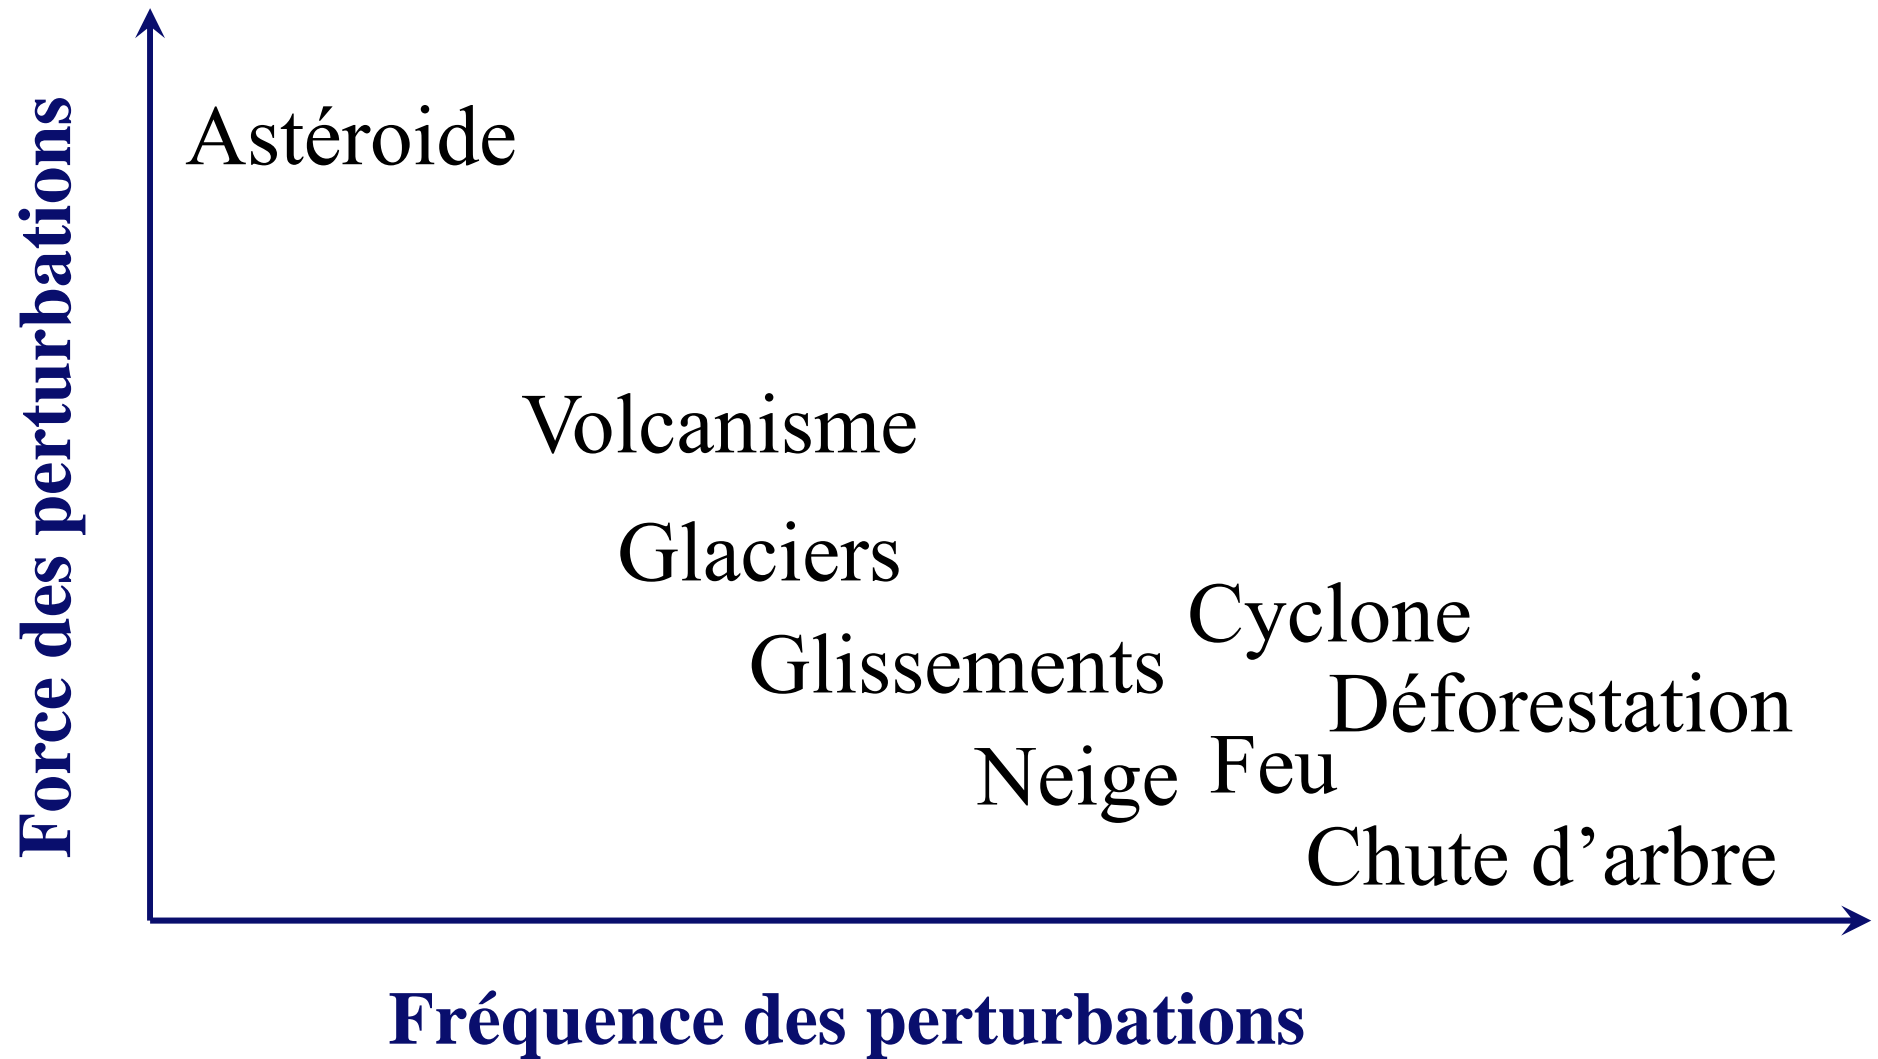 Force des perturbations
Astéroide
Volcanisme
Glaciers
Cyclone
Glissements
Déforestation
Neige
Feu
Chute d’arbre
Fréquence des perturbations